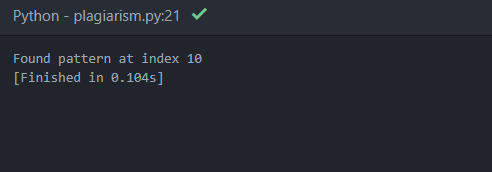 Python - plagiarism.py:21
Found pattern at index 10
[Finished in 0.104s]